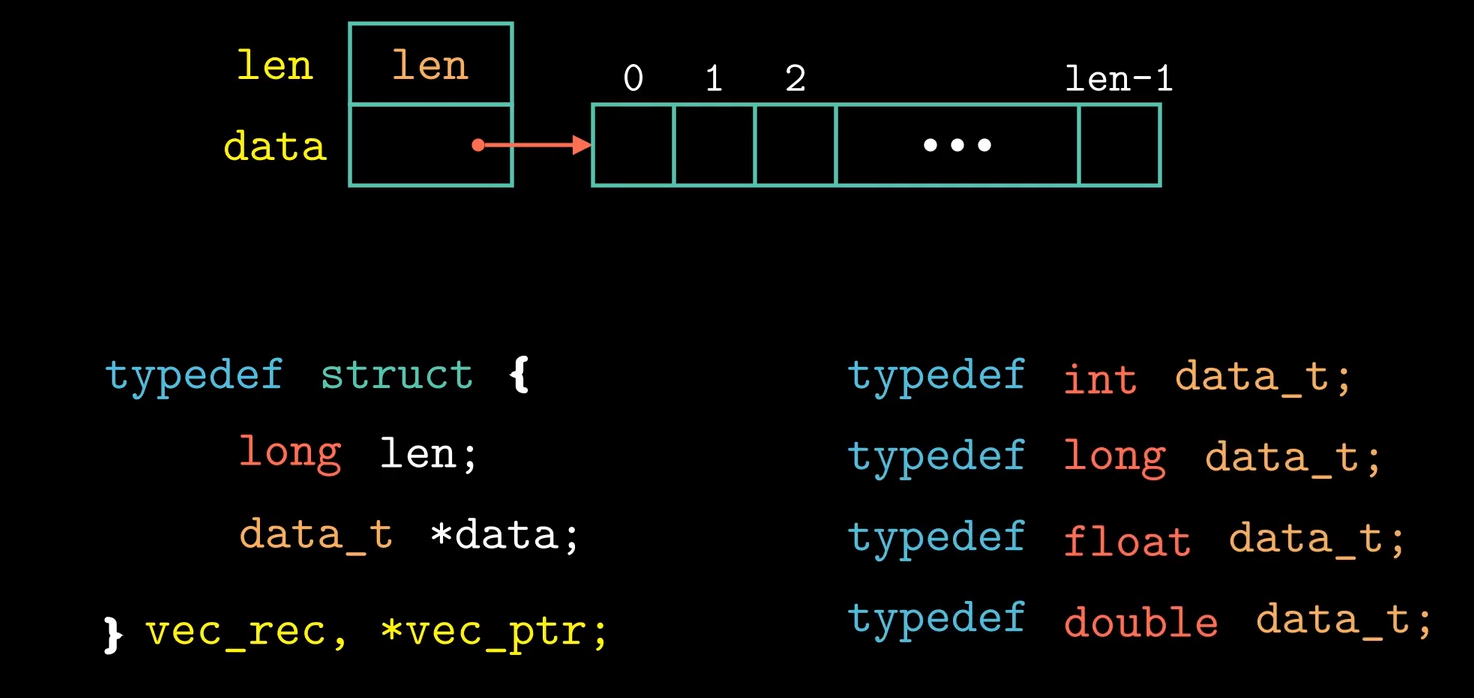 len len
0 1 2 len-1
data
typedef struct {
long len;
data_t *data;
} vec_rec, *vec_ptr;
typedef int data_t;
typedef long data_t;
typedef float data_t;
typedef double data_t;